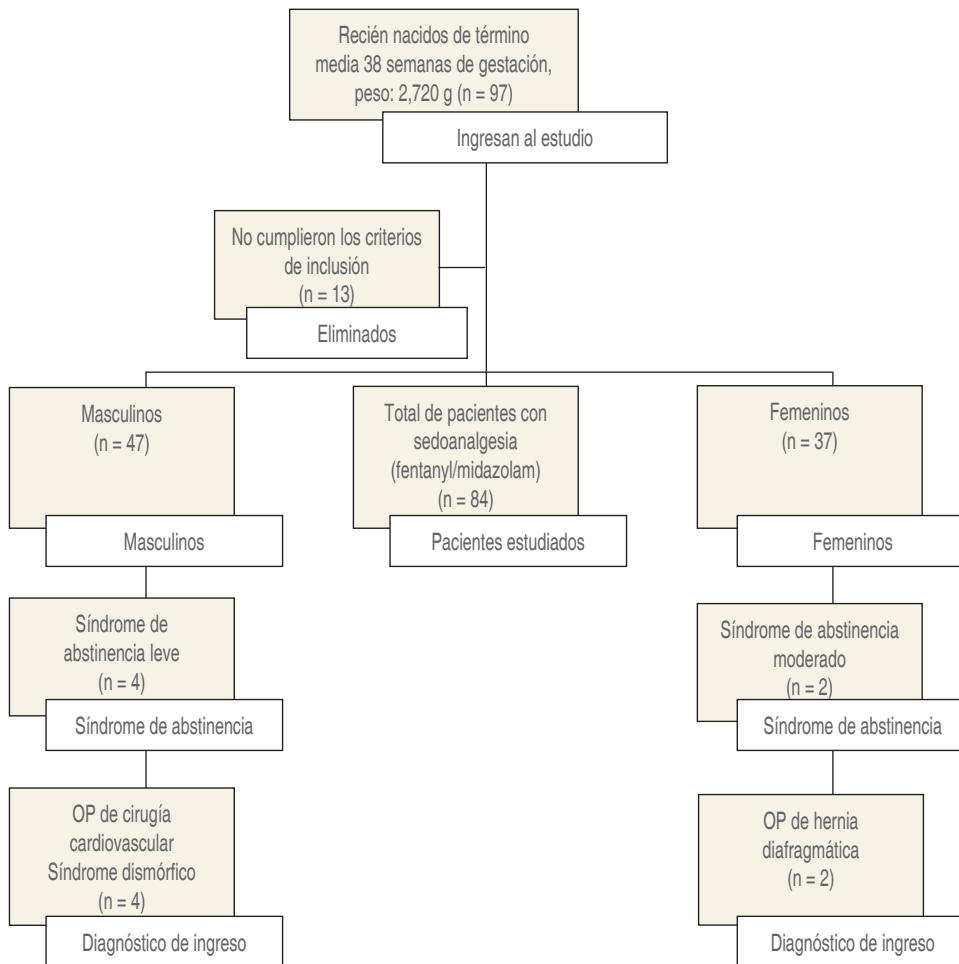 Recién nacidos de término
media 38 semanas de gestación,
peso: 2,720 g (n = 97)
Ingresan al estudio
No cumplieron los criterios
de inclusión
(n = 13)
Eliminados
Masculinos
(n = 47)
Masculinos
Total de pacientes con
sedoanalgesia
(fentanyl/midazolam)
(n = 84)
Pacientes estudiados
Femeninos
(n = 37)
Femeninos
Síndrome de
abstinencia leve
(n = 4)
Síndrome de abstinencia
Síndrome de abstinencia
moderado
(n = 2)
Síndrome de abstinencia
OP de cirugía
cardiovascular
Síndrome dismórfico
(n = 4)
Diagnóstico de ingreso
OP de hernia
diafragmática
(n = 2)
Diagnóstico de ingreso